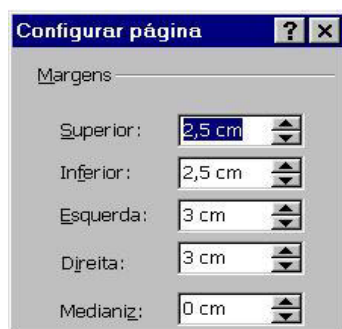 Configurar página
Margens
Superior: 2,5 cm
Inferior: 2,5 cm
Esquerda: 3 cm
Direita: 3 cm
Medianiz: 0 cm